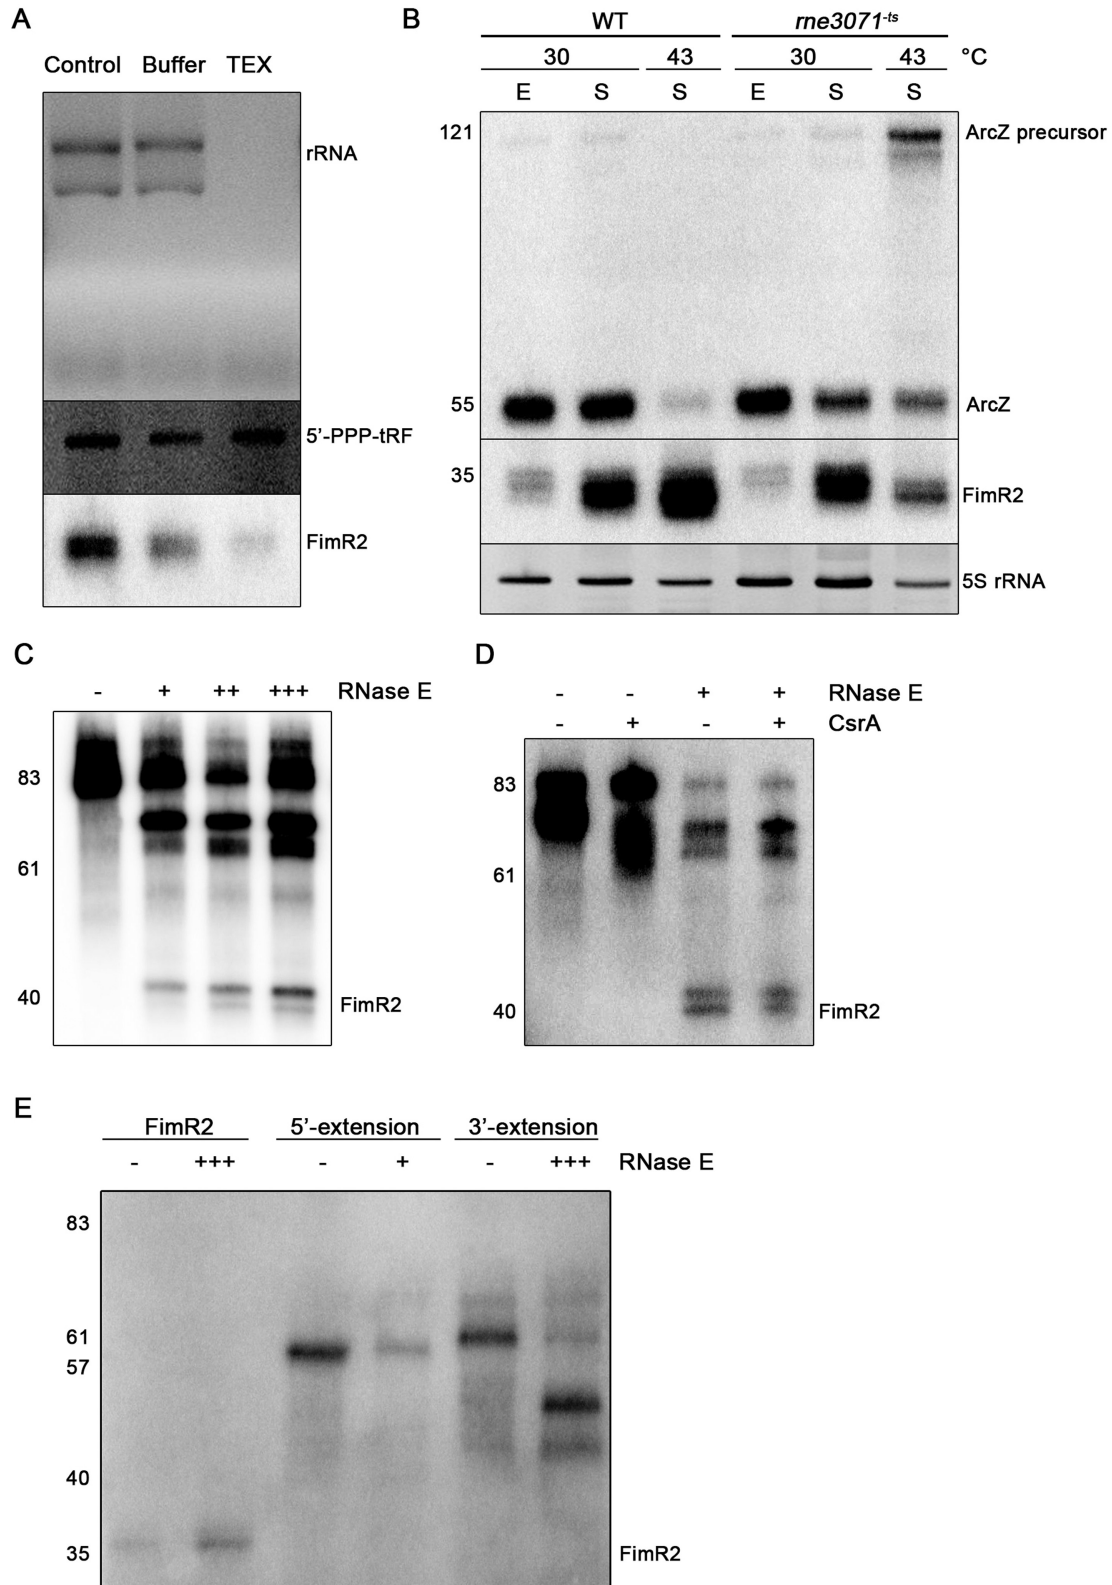 A
Control Buffer TEX
rRNA
5'-PPP-tRF
FimR2
B
WT rne3071-ts
30 43 30 43 °C
E S S E S S
121 ArcZ precursor
55 ArcZ
35 FimR2
5S rRNA
C
- + ++ +++ RNase E
83
61
40 FimR2
D
- - + + RNase E
- + - + CsrA
83
61
40 FimR2
E
FimR2 5'-extension 3'-extension
- +++ - + - +++ RNase E
83
61
57
40
35 FimR2